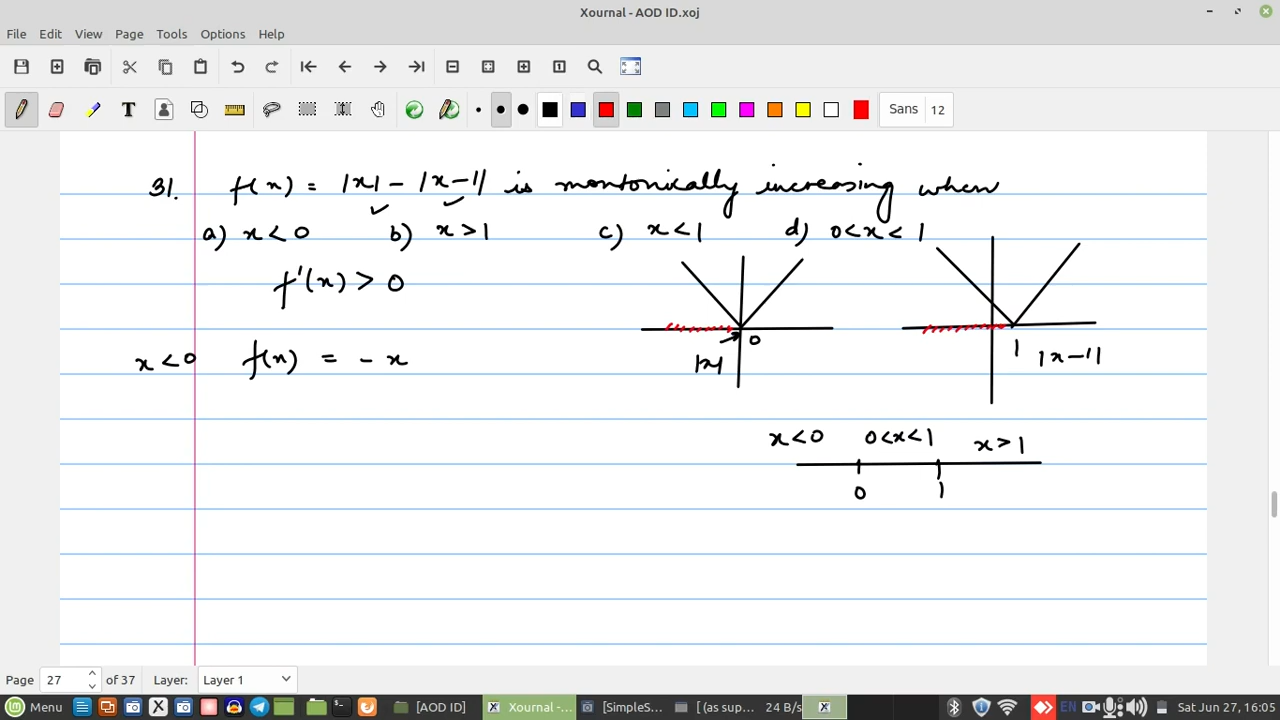 Xournal - AOD ID.xoj
File Edit View Page Tools Options Help
Sans 12
31. f(x) = |x| - |x-1| is montonically increasing when
a) x < 0 b) x > 1 c) x < 1 d) 0 < x < 1
f'(x) > 0
0
x < 0 f(x) = - x
|x|
1 |x-1|
x < 0 0 < x < 1 x > 1
0 1
Page 27 of 37 Layer: Layer 1
Menu [AOD ID] Xournal -... [SimpleS... [ (as sup... 24 B/s EN Sat Jun 27, 16:05